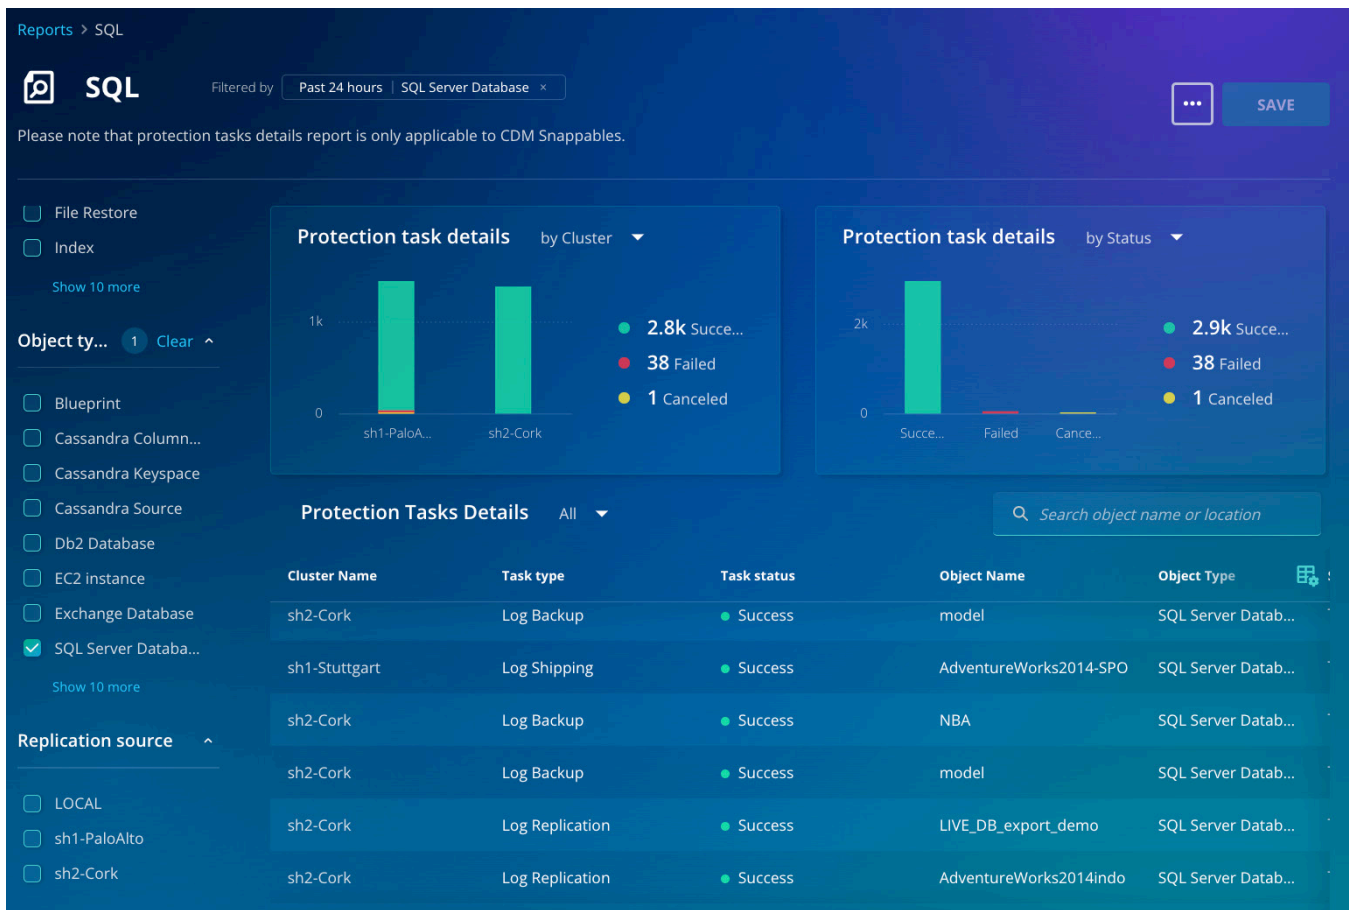 Reports > SQL
SQL
Filtered by Past 24 hours | SQL Server Database ×
... SAVE
Please note that protection tasks details report is only applicable to CDM Snappables.
File Restore
Index
Show 10 more
Object ty... 1 Clear
Blueprint
Cassandra Column...
Cassandra Keyspace
Cassandra Source
Db2 Database
EC2 instance
Exchange Database
SQL Server Databa...
Show 10 more
Replication source
LOCAL
sh1-PaloAlto
sh2-Cork
Protection task details by Cluster
1k
0
sh1-PaloA... sh2-Cork
2.8k Succe...
38 Failed
1 Canceled
Protection task details by Status
2k
0
Succe... Failed Cance...
2.9k Succe...
38 Failed
1 Canceled
Protection Tasks Details All
Search object name or location
Cluster Name Task type Task status Object Name Object Type
sh2-Cork Log Backup Success model SQL Server Datab...
sh1-Stuttgart Log Shipping Success AdventureWorks2014-SPO SQL Server Datab...
sh2-Cork Log Backup Success NBA SQL Server Datab...
sh2-Cork Log Backup Success model SQL Server Datab...
sh2-Cork Log Replication Success LIVE_DB_export_demo SQL Server Datab...
sh2-Cork Log Replication Success AdventureWorks2014indo SQL Server Datab...